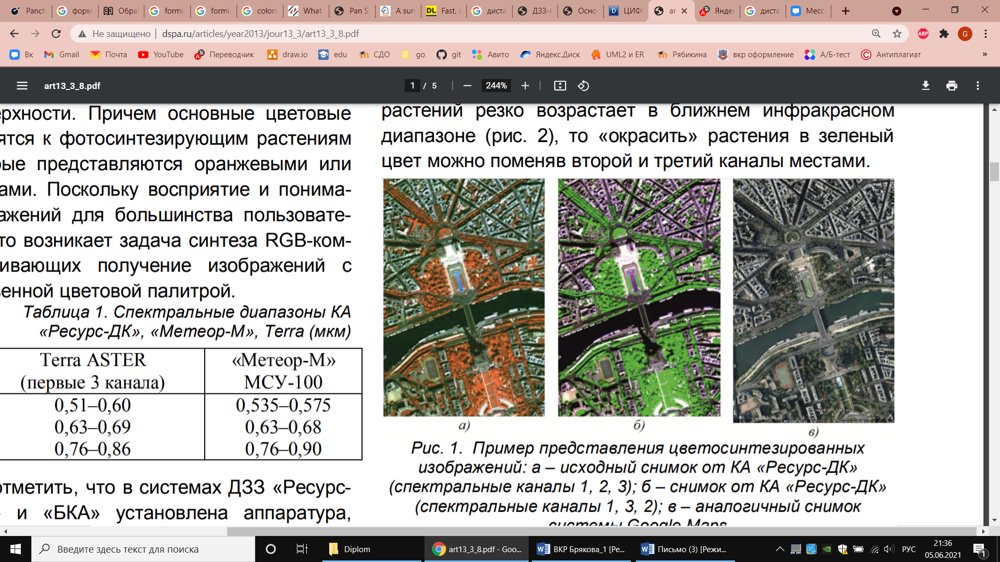 Panch
форм
Обра
formi
formi
colori
What
Pan S
A sur
Fast, s
диста
ДЗЗ-
Осно
ЦИФ
ar
Янде
диста
Месс
Не защищено | dspa.ru/articles/year2013/jour13_3/art13_3_8.pdf
ABP
G
Вк
Gmail
Почта
YouTube
Переводчик
draw.io
edu
СДО
go
git
Авито
Яндекс.Диск
UML2 и ER
Рябикина
вкр оформление
А/Б-тест
Антиплагиат
»
art13_3_8.pdf
1 / 5
244%
ерхности. Причем основные цветовые
ятся к фотосинтезирующим растениям
рые представляются оранжевыми или
ами. Поскольку восприятие и понима-
ажений для большинства пользовате-
то возникает задача синтеза RGB-ком-
ивающих получение изображений с
венной цветовой палитрой.
Таблица 1. Спектральные диапазоны КА
«Ресурс-ДК», «Метеор-М», Terra (мкм)
Terra ASTER
(первые 3 канала)
«Метеор-М»
МСУ-100
0,51–0,60
0,535–0,575
0,63–0,69
0,63–0,68
0,76–0,86
0,76–0,90
отметить, что в системах ДЗЗ «Ресурс-
и «БКА» установлена аппаратура,
растений резко возрастает в ближнем инфракрасном
диапазоне (рис. 2), то «окрасить» растения в зеленый
цвет можно поменяв второй и третий каналы местами.
а)
б)
в)
Рис. 1. Пример представления цветосинтезированных
изображений: а – исходный снимок от КА «Ресурс-ДК»
(спектральные каналы 1, 2, 3); б – снимок от КА «Ресурс-ДК»
(спектральные каналы 1, 3, 2); в – аналогичный снимок
системы Google Maps
Введите здесь текст для поиска
Diplom
art13_3_8.pdf - Goo...
ВКР Брякова_1 [Ре...
Письмо (3) [Режи...
РУС
21:36
05.06.2021
1